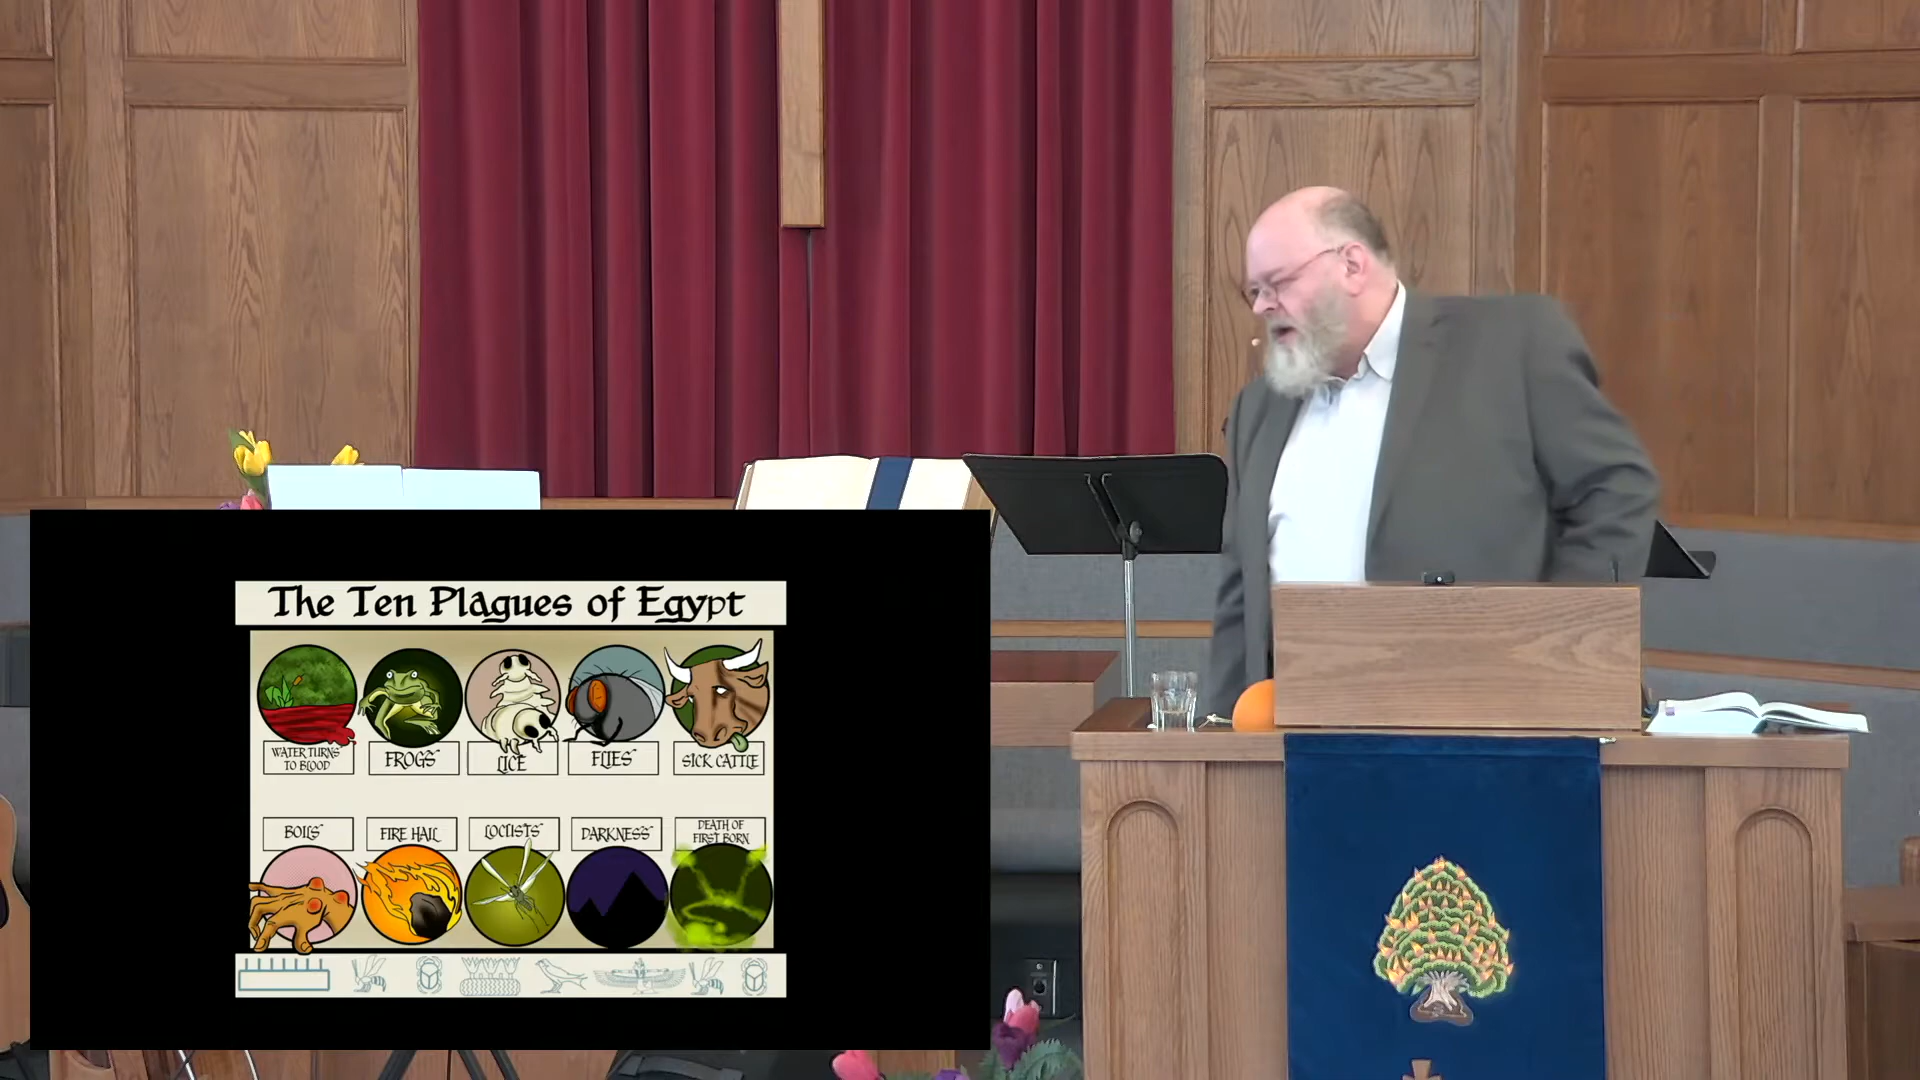 The Ten Plagues of Egypt
WATER TURNS
TO BLOOD
FROGS
LICE
FLIES
SICK CATTLE
BOILS
FIRE HAIL
LOCUSTS
DARKNESS
DEATH OF
FIRST BORN